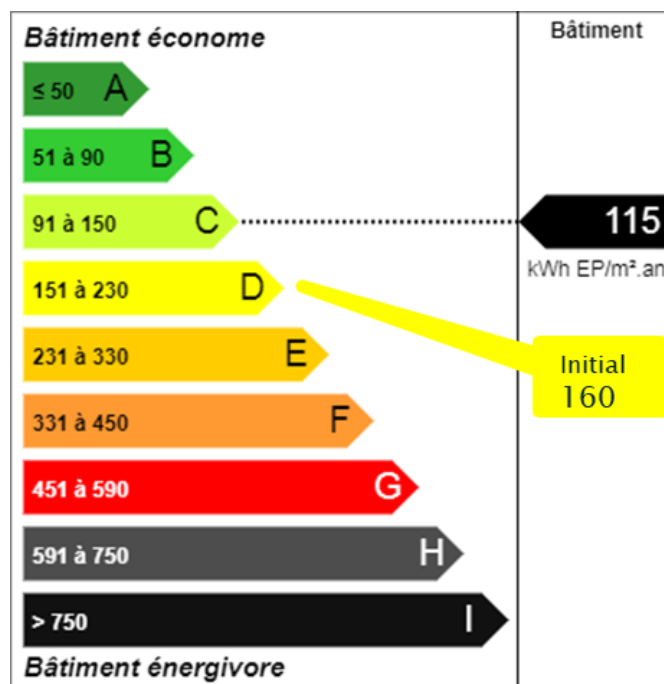 Bâtiment économe
Bâtiment
≤ 50 A
51 à 90 B
91 à 150 C
115
kWh EP/m².an
151 à 230 D
231 à 330 E
Initial
160
331 à 450 F
451 à 590 G
591 à 750 H
> 750 I
Bâtiment énergivore